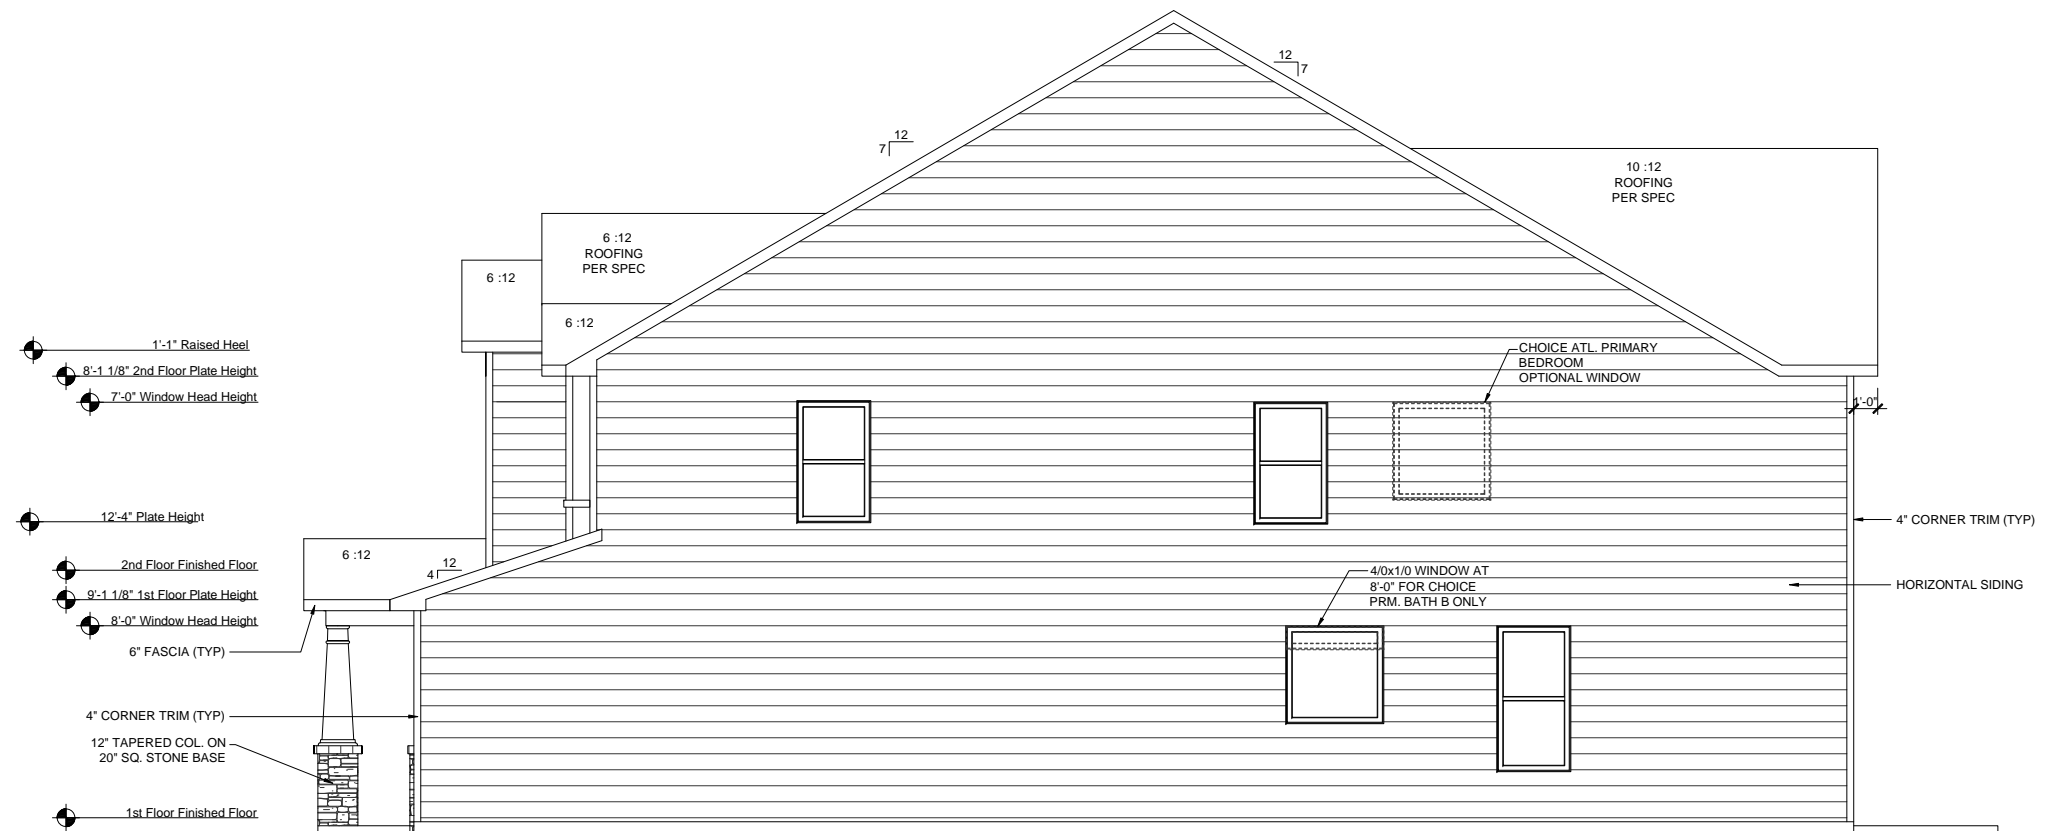 12
7
12
7
10 :12
ROOFING
PER SPEC
6 :12
ROOFING
PER SPEC
6 :12
6 :12
1'-1" Raised Heel
8'-1 1/8" 2nd Floor Plate Height
7'-0" Window Head Height
CHOICE ATL. PRIMARY
BEDROOM
OPTIONAL WINDOW
1'-0"
12'-4" Plate Height
4" CORNER TRIM (TYP)
6 :12
12
4
2nd Floor Finished Floor
9'-1 1/8" 1st Floor Plate Height
8'-0" Window Head Height
4/0x1/0 WINDOW AT
8'-0" FOR CHOICE
PRM. BATH B ONLY
HORIZONTAL SIDING
6" FASCIA (TYP)
4" CORNER TRIM (TYP)
12" TAPERED COL. ON
20" SQ. STONE BASE
1st Floor Finished Floor